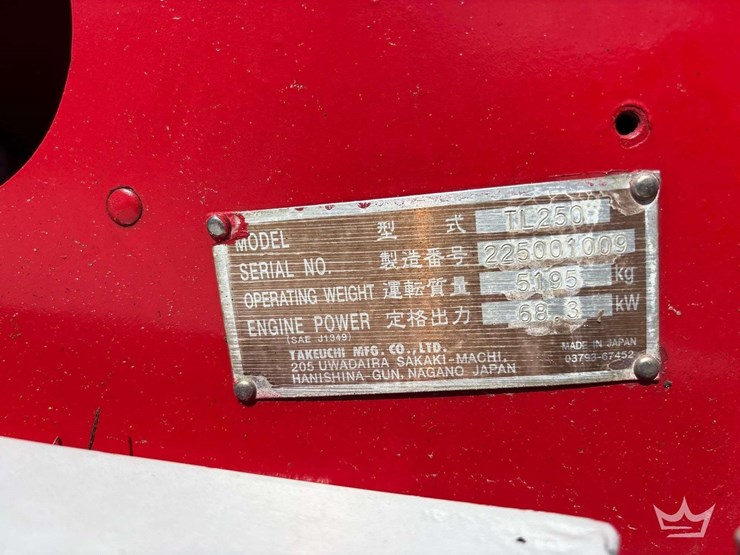 MODEL 型 式 TL250
SERIAL NO. 製造番号 225001009
OPERATING WEIGHT 運転質量 5195 kg
ENGINE POWER 定格出力 68.3 kW
(SAE J1349)
TAKEUCHI MFG. CO., LTD.
205 UWADAIRA SAKAKI-MACHI,
HANISHINA-GUN, NAGANO JAPAN
MADE IN JAPAN
03793-87452